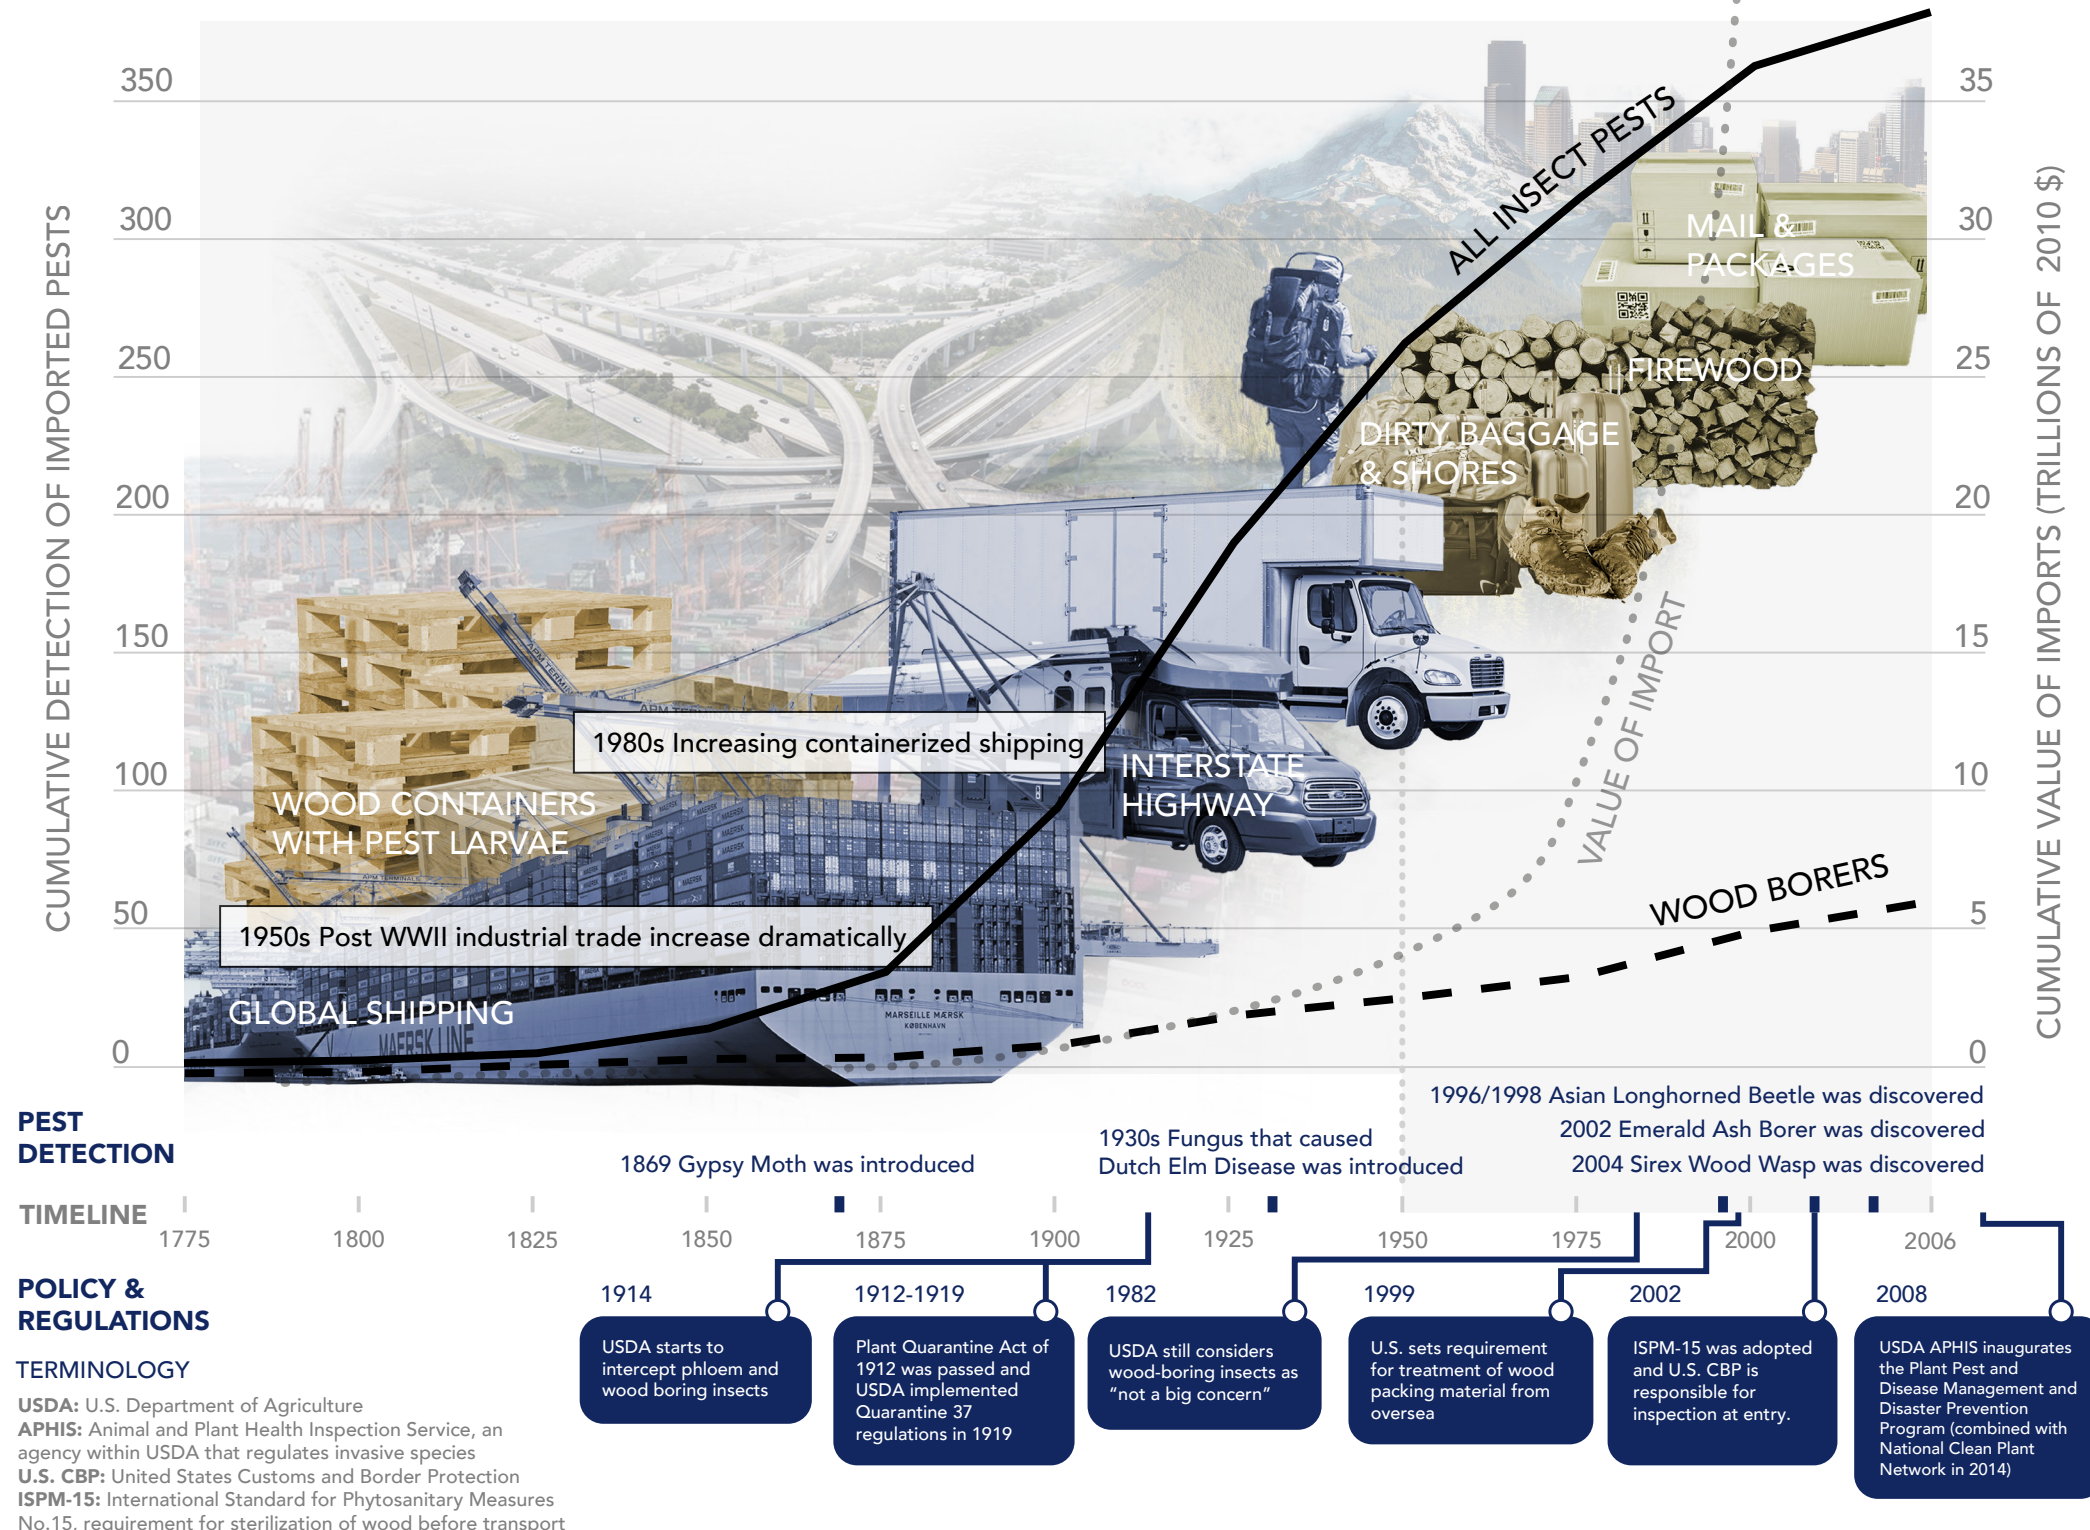 350
300
250
200
150
100
50
0
CUMULATIVE DETECTION OF IMPORTED PESTS
35
30
25
20
15
10
5
0
CUMULATIVE VALUE OF IMPORTS (TRILLIONS OF 2010 $)
ALL INSECT PESTS
MAIL &
PACKAGES
FIREWOOD
DIRTY BAGGAGE
& SHORES
VALUE OF IMPORT
WOOD BORERS
1980s Increasing containerized shipping
INTERSTATE
HIGHWAY
WOOD CONTAINERS
WITH PEST LARVAE
1950s Post WWII industrial trade increase dramatically
GLOBAL SHIPPING
APM TERMINALS
MAERSK LINE
MARSEILLE MÆRSK
KØBENHAVN
PEST
DETECTION
1869 Gypsy Moth was introduced
1930s Fungus that caused
Dutch Elm Disease was introduced
1996/1998 Asian Longhorned Beetle was discovered
2002 Emerald Ash Borer was discovered
2004 Sirex Wood Wasp was discovered
TIMELINE
1775
1800
1825
1850
1875
1900
1925
1950
1975
2000
2006
POLICY &
REGULATIONS
1914
USDA starts to
intercept phloem and
wood boring insects
1912-1919
Plant Quarantine Act of
1912 was passed and
USDA implemented
Quarantine 37
regulations in 1919
1982
USDA still considers
wood-boring insects as
"not a big concern"
1999
U.S. sets requirement
for treatment of wood
packing material from
oversea
2002
ISPM-15 was adopted
and U.S. CBP is
responsible for
inspection at entry.
2008
USDA APHIS inaugurates
the Plant Pest and
Disease Management and
Disaster Prevention
Program (combined with
National Clean Plant
Network in 2014)
TERMINOLOGY
USDA: U.S. Department of Agriculture
APHIS: Animal and Plant Health Inspection Service, an
agency within USDA that regulates invasive species
U.S. CBP: United States Customs and Border Protection
ISPM-15: International Standard for Phytosanitary Measures
No.15, requirement for sterilization of wood before transport